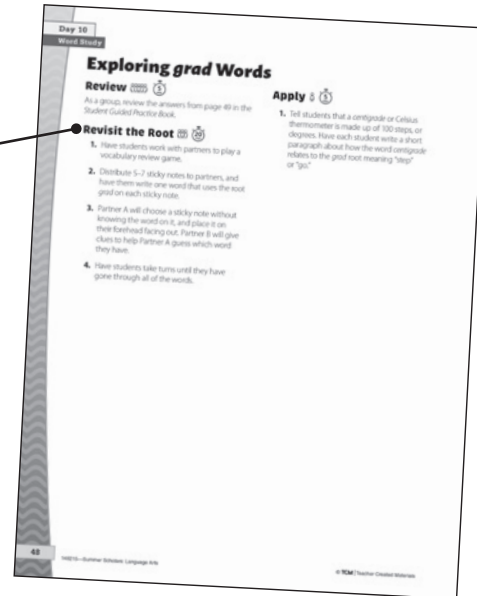 Day 10
Word Study
Exploring grad Words
Review
5
As a group, review the answers from page 49 in the
Student Guided Practice Book.
Revisit the Root
20
1. Have students work with partners to play a
vocabulary review game.
2. Distribute 5–7 sticky notes to partners, and
have them write one word that uses the root
grad on each sticky note.
3. Partner A will choose a sticky note without
knowing the word on it, and place it on
their forehead facing out. Partner B will give
clues to help Partner A guess which word
they have.
4. Have students take turns until they have
gone through all of the words.
Apply
5
1. Tell students that a centigrade or Celsius
thermometer is made up of 100 steps, or
degrees. Have each student write a short
paragraph about how the word centigrade
relates to the grad root meaning "step"
or "go."
48
—Summer Scholars: Language Arts
© TCM | Teacher Created Materials